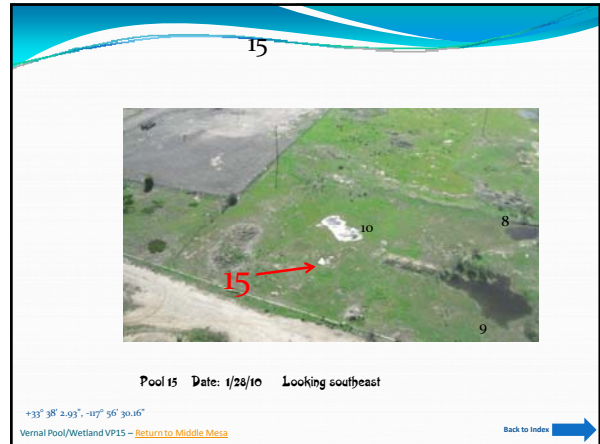 15
10
8
15
9
Pool 15 Date: 1/28/10 Looking southeast
+33° 38' 2.93", -117° 56' 30.16"
Vernal Pool/Wetland VP15 – Return to Middle Mesa
Back to Index